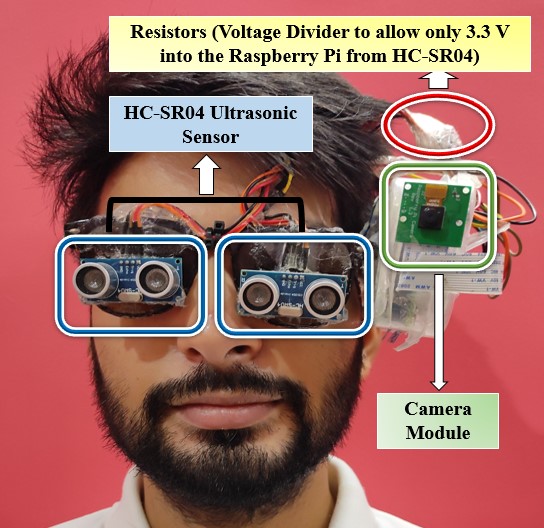 Resistors (Voltage Divider to allow only 3.3 V
into the Raspberry Pi from HC-SR04)
HC-SR04 Ultrasonic
Sensor
Camera
Module